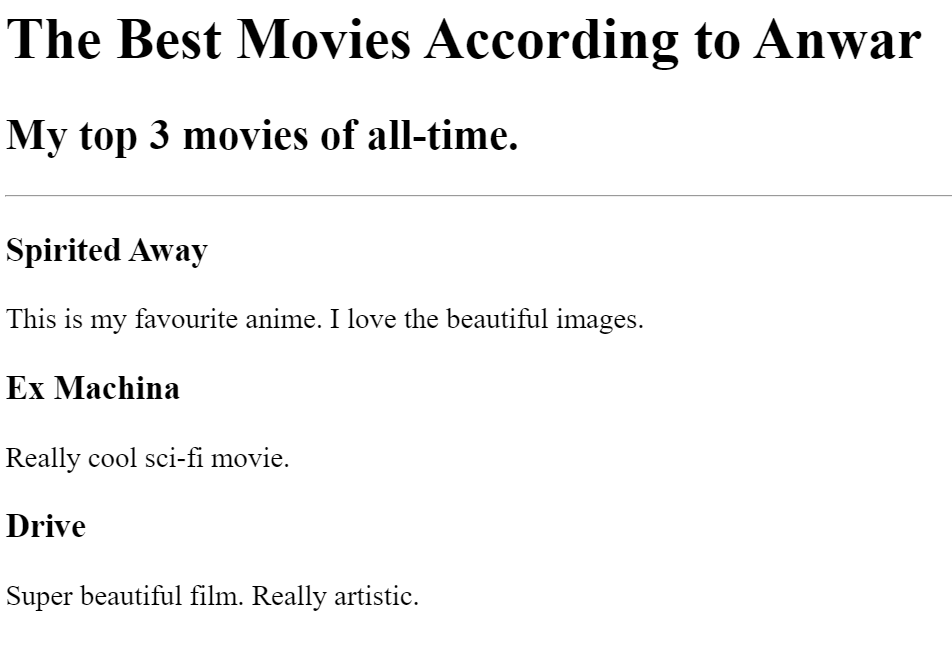 The Best Movies According to Anwar
My top 3 movies of all-time.
Spirited Away
This is my favourite anime. I love the beautiful images.
Ex Machina
Really cool sci-fi movie.
Drive
Super beautiful film. Really artistic.